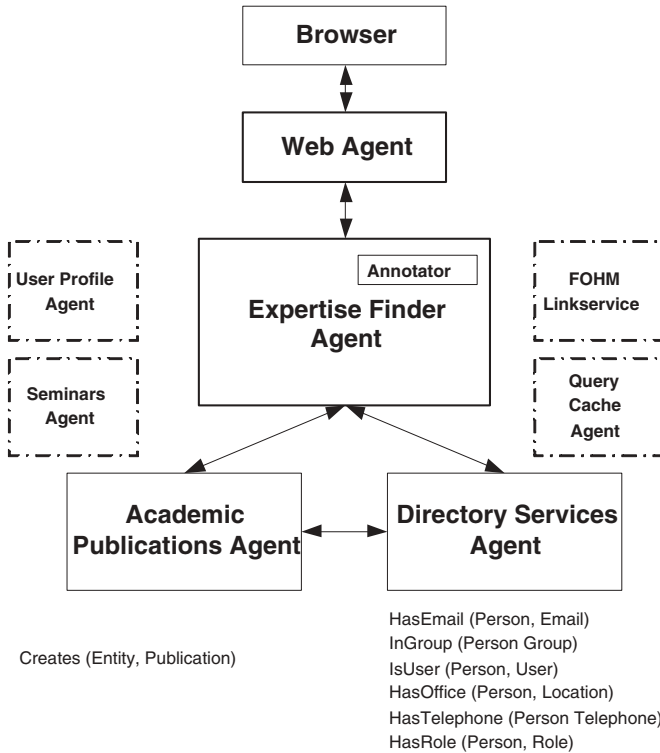 Browser
Web Agent
Annotator
Expertise Finder
Agent
User Profile
Agent
Seminars
Agent
FOHM
Linkservice
Query
Cache
Agent
Academic
Publications Agent
Directory Services
Agent
Creates (Entity, Publication)
HasEmail (Person, Email)
InGroup (Person Group)
IsUser (Person, User)
HasOffice (Person, Location)
HasTelephone (Person Telephone)
HasRole (Person, Role)